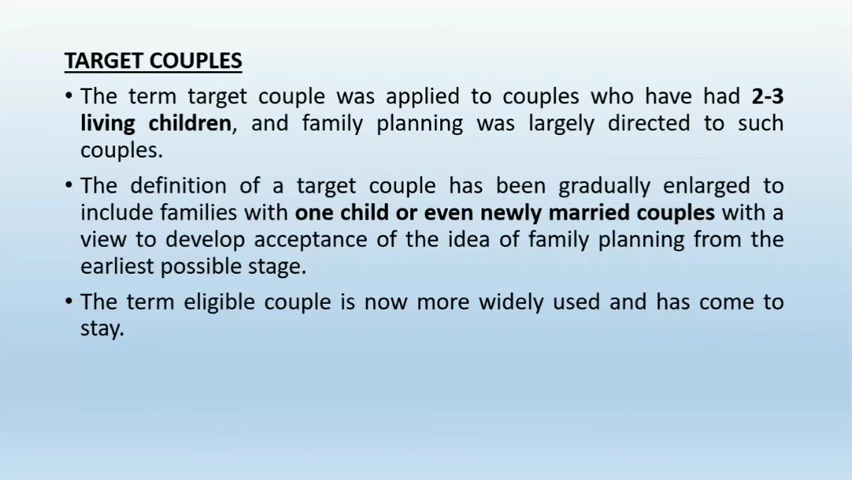 TARGET COUPLES
• The term target couple was applied to couples who have had 2-3
living children, and family planning was largely directed to such
couples.
• The definition of a target couple has been gradually enlarged to
include families with one child or even newly married couples with a
view to develop acceptance of the idea of family planning from the
earliest possible stage.
• The term eligible couple is now more widely used and has come to
stay.